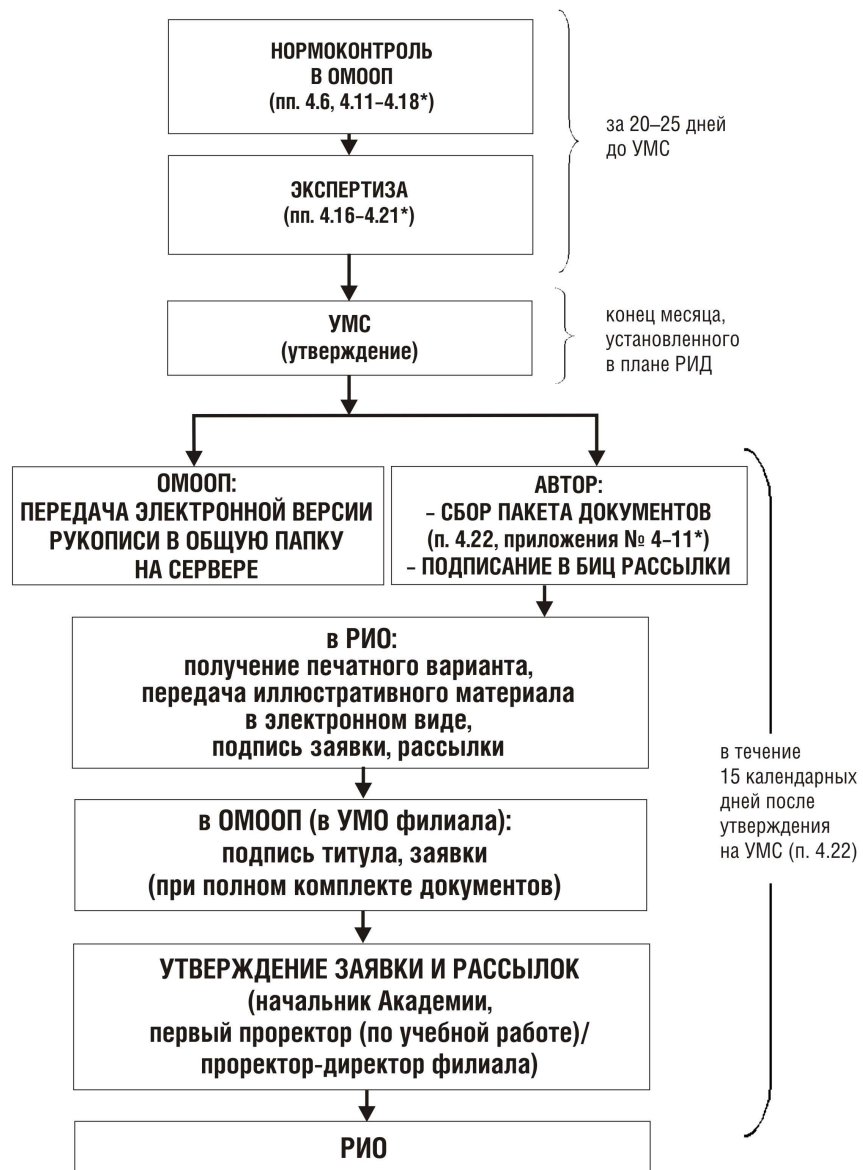 НОРМОКОНТРОЛЬ
В ОМООП
(пп. 4.6, 4.11–4.18*)
за 20–25 дней
до УМС
ЭКСПЕРТИЗА
(пп. 4.16–4.21*)
УМС
(утверждение)
конец месяца,
установленного
в плане РИД
ОМООП:
ПЕРЕДАЧА ЭЛЕКТРОННОЙ ВЕРСИИ
РУКОПИСИ В ОБЩУЮ ПАПКУ
НА СЕРВЕРЕ
АВТОР:
– СБОР ПАКЕТА ДОКУМЕНТОВ
(п. 4.22, приложения № 4–11*)
– ПОДПИСАНИЕ В БИЦ РАССЫЛКИ
в РИО:
получение печатного варианта,
передача иллюстративного материала
в электронном виде,
подпись заявки, рассылки
в течение
15 календарных
дней после
утверждения
на УМС (п. 4.22)
в ОМООП (в УМО филиала):
подпись титула, заявки
(при полном комплекте документов)
УТВЕРЖДЕНИЕ ЗАЯВКИ И РАССЫЛОК
(начальник Академии,
первый проректор (по учебной работе)/
проректор-директор филиала)
РИО